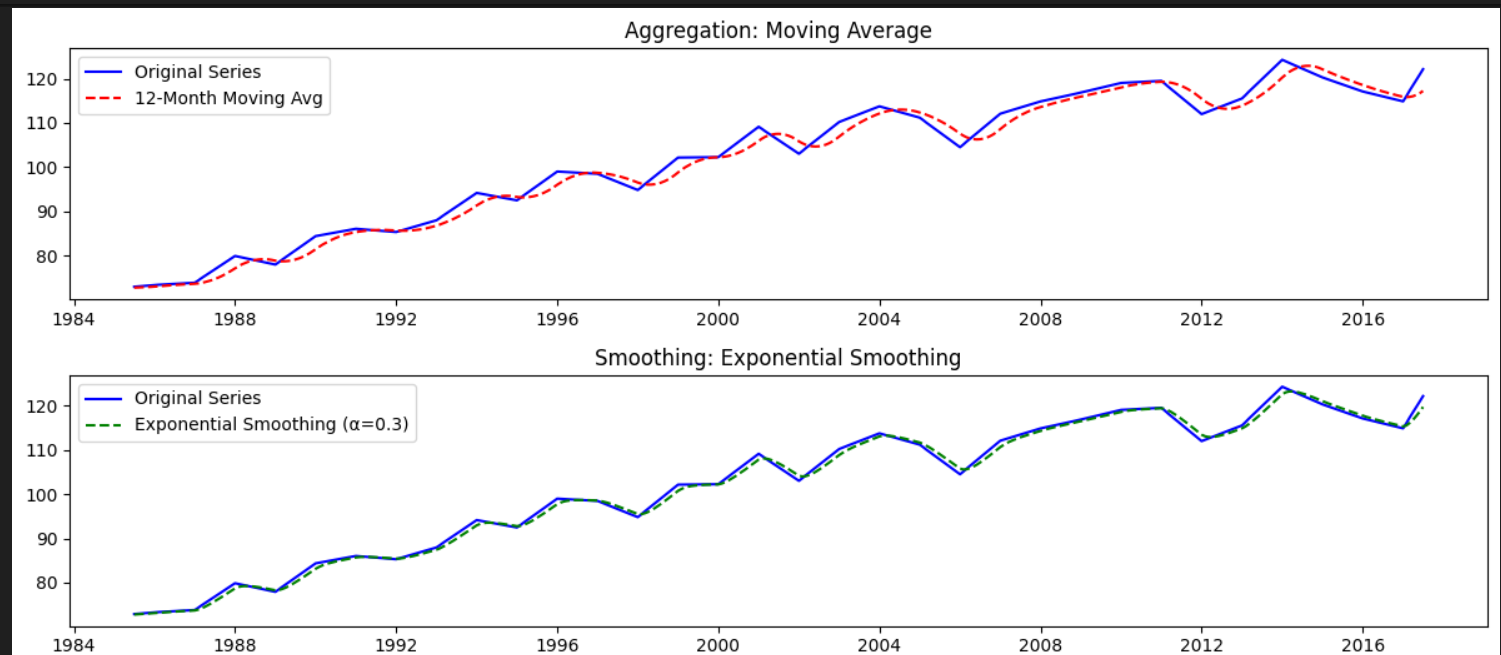 Aggregation: Moving Average
Original Series
12-Month Moving Avg
120
110
100
90
80
1984 1988 1992 1996 2000 2004 2008 2012 2016
Smoothing: Exponential Smoothing
Original Series
Exponential Smoothing (α=0.3)
120
110
100
90
80
1984 1988 1992 1996 2000 2004 2008 2012 2016